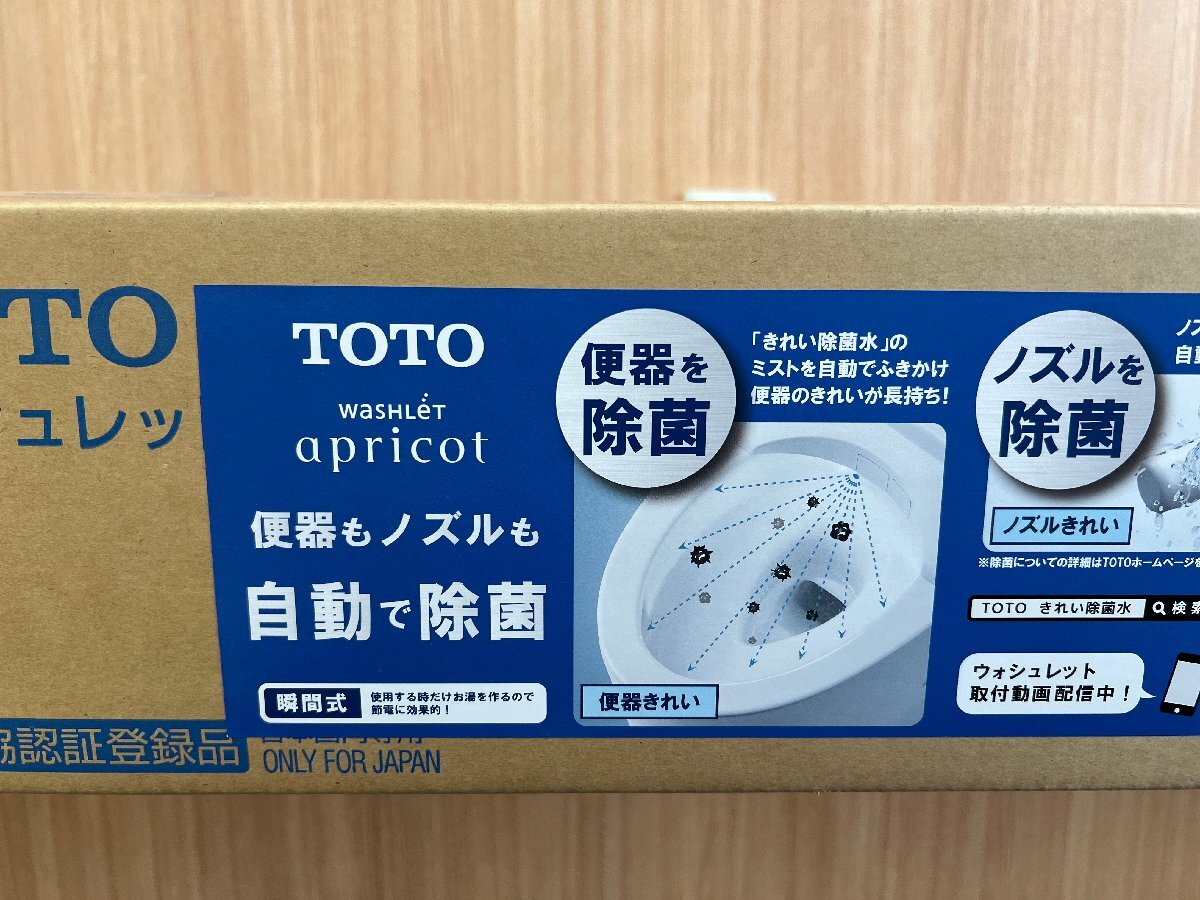 TOTO
ュレッ
TOTO
WASHLET
apricot
便器もノズルも
自動で除菌
瞬間式
使用する時だけお湯を作るので
節電に効果的！
便器を
除菌
「きれい除菌水」の
ミストを自動でふきかけ
便器のきれいが長持ち！
便器きれい
ノズルを
除菌
ノズルきれい
※除菌についての詳細はTOTOホームページを
TOTO きれい除菌水
検索
ウォシュレット
取付動画配信中！
認証登録品
ONLY FOR JAPAN